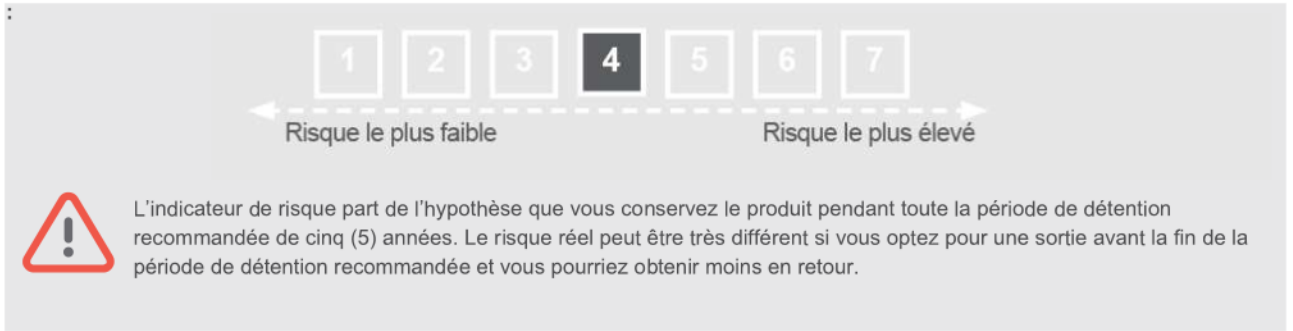 :
1 2 3 4 5 6 7
Risque le plus faible Risque le plus élevé
L'indicateur de risque part de l'hypothèse que vous conservez le produit pendant toute la période de détention
recommandée de cinq (5) années. Le risque réel peut être très différent si vous optez pour une sortie avant la fin de la
période de détention recommandée et vous pourriez obtenir moins en retour.